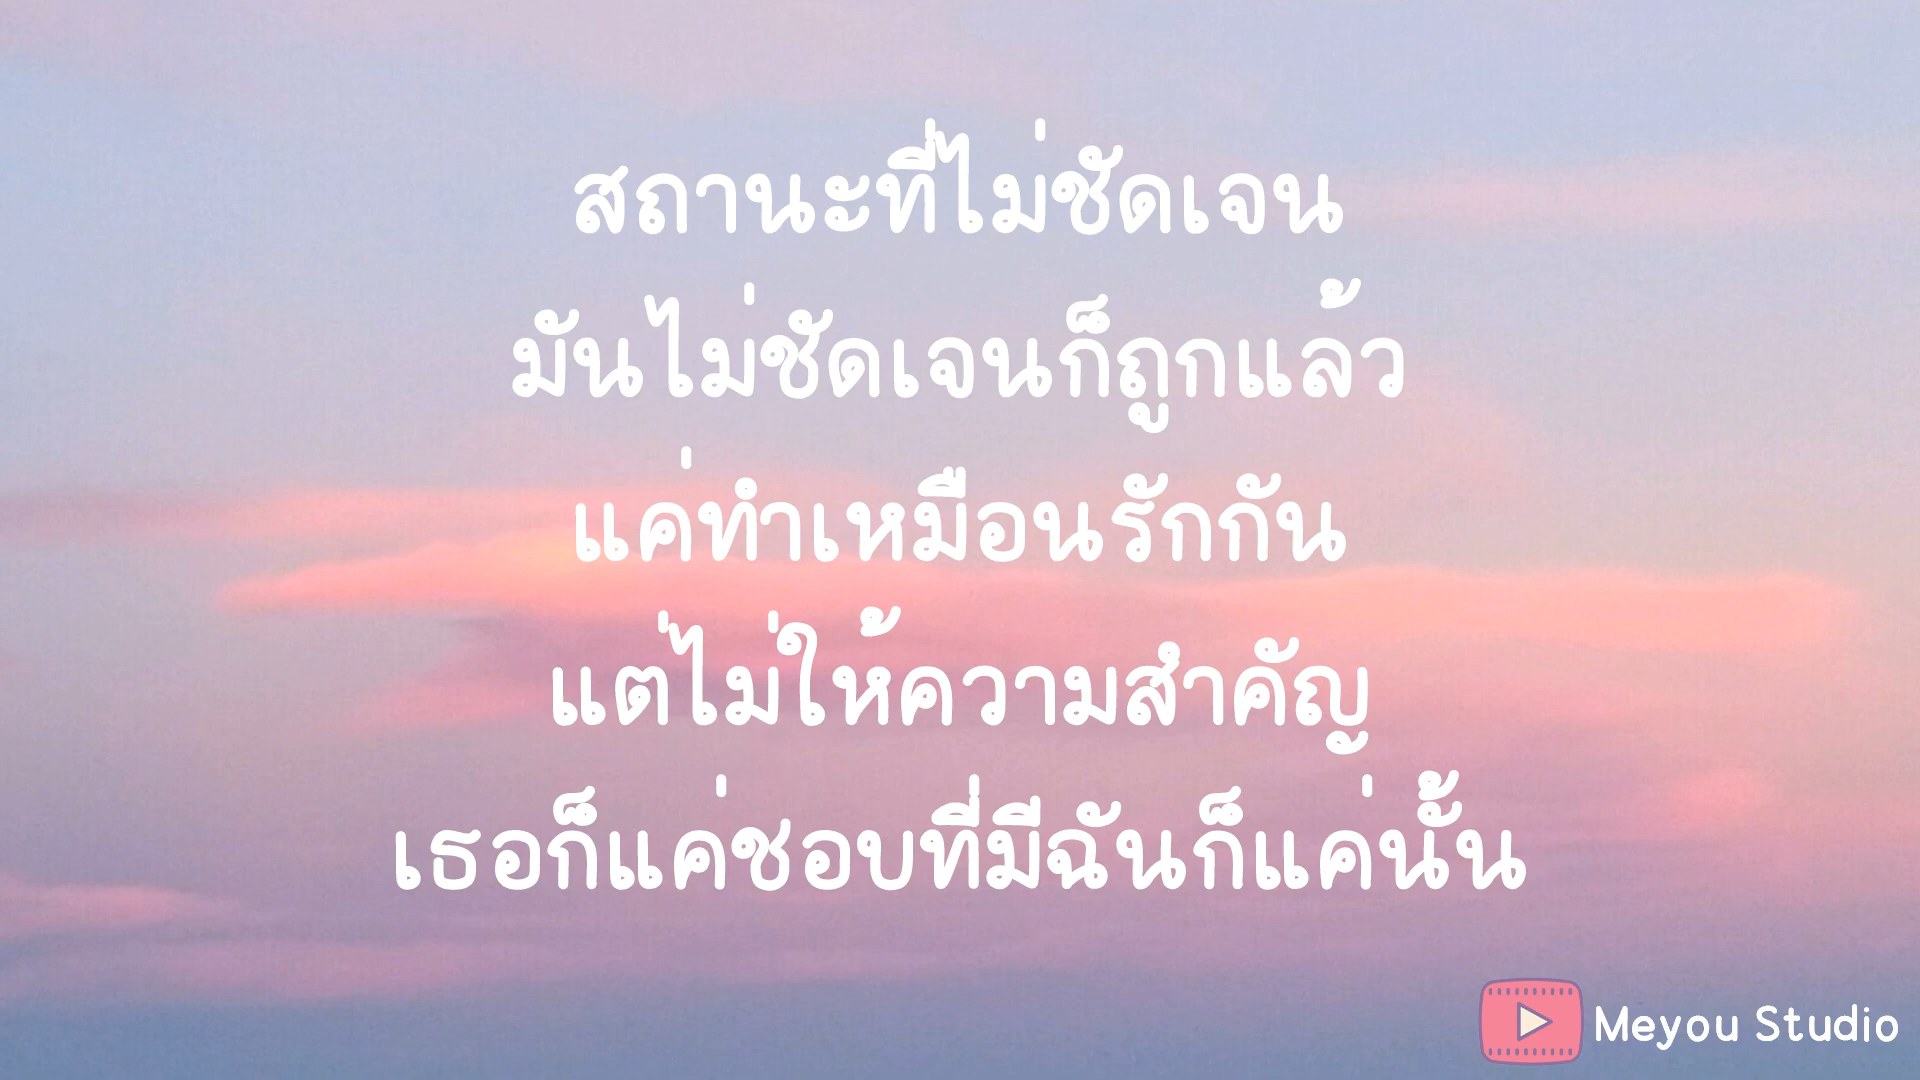 สถานะที่ไม่ชัดเจน
มันไม่ชัดเจนก็ถูกแล้ว
แค่ทำเหมือนรักกัน
แต่ไม่ให้ความสำคัญ
เธอก็แค่ชอบที่มีฉันก็แค่นั้น
Meyou Studio